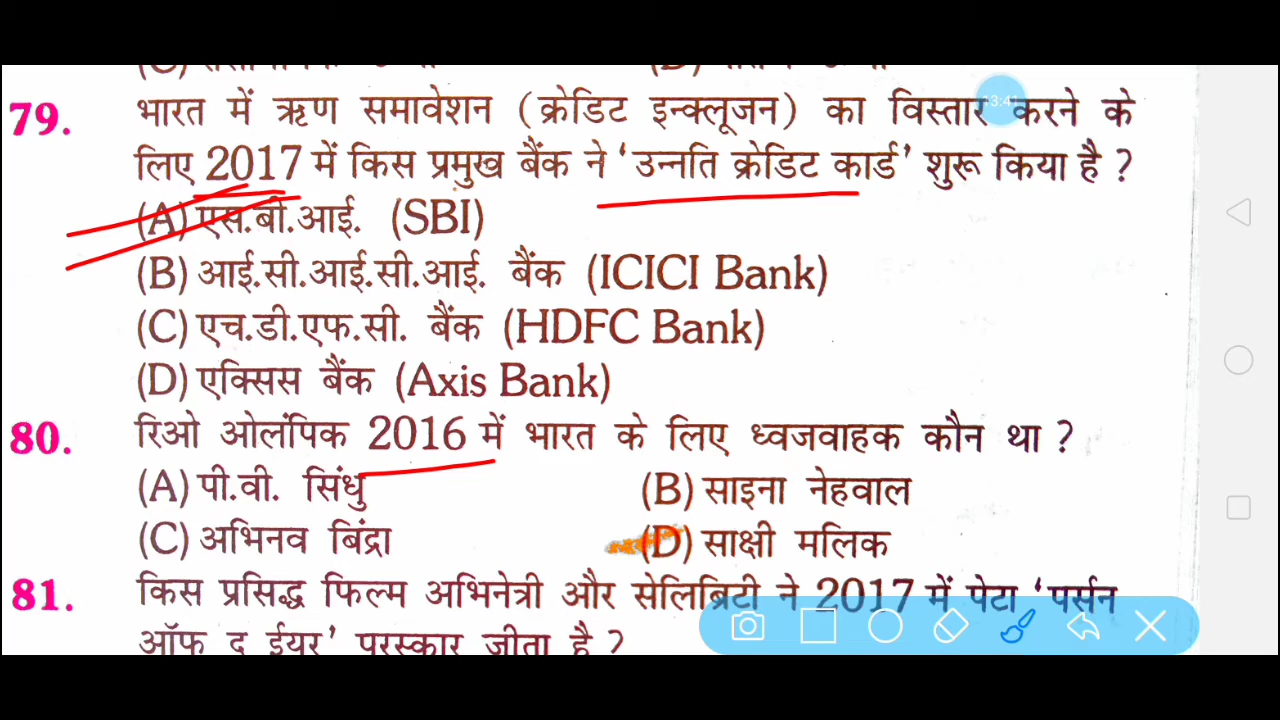 79. भारत में ऋण समावेशन (क्रेडिट इन्क्लूजन) का विस्तार करने के
लिए 2017 में किस प्रमुख बैंक ने 'उन्नति क्रेडिट कार्ड' शुरू किया है ?
(A) एस.बी.आई. (SBI)
(B) आई.सी.आई.सी.आई. बैंक (ICICI Bank)
(C) एच.डी.एफ.सी. बैंक (HDFC Bank)
(D) एक्सिस बैंक (Axis Bank)
80. रिओ ओलंपिक 2016 में भारत के लिए ध्वजवाहक कौन था ?
(A) पी.वी. सिंधु (B) साइना नेहवाल
(C) अभिनव बिंद्रा (D) साक्षी मलिक
81. किस प्रसिद्ध फिल्म अभिनेत्री और सेलिब्रिटी ने 2017 में पेटा 'पर्सन
ऑफ द ईयर' पुरस्कार जीता है ?